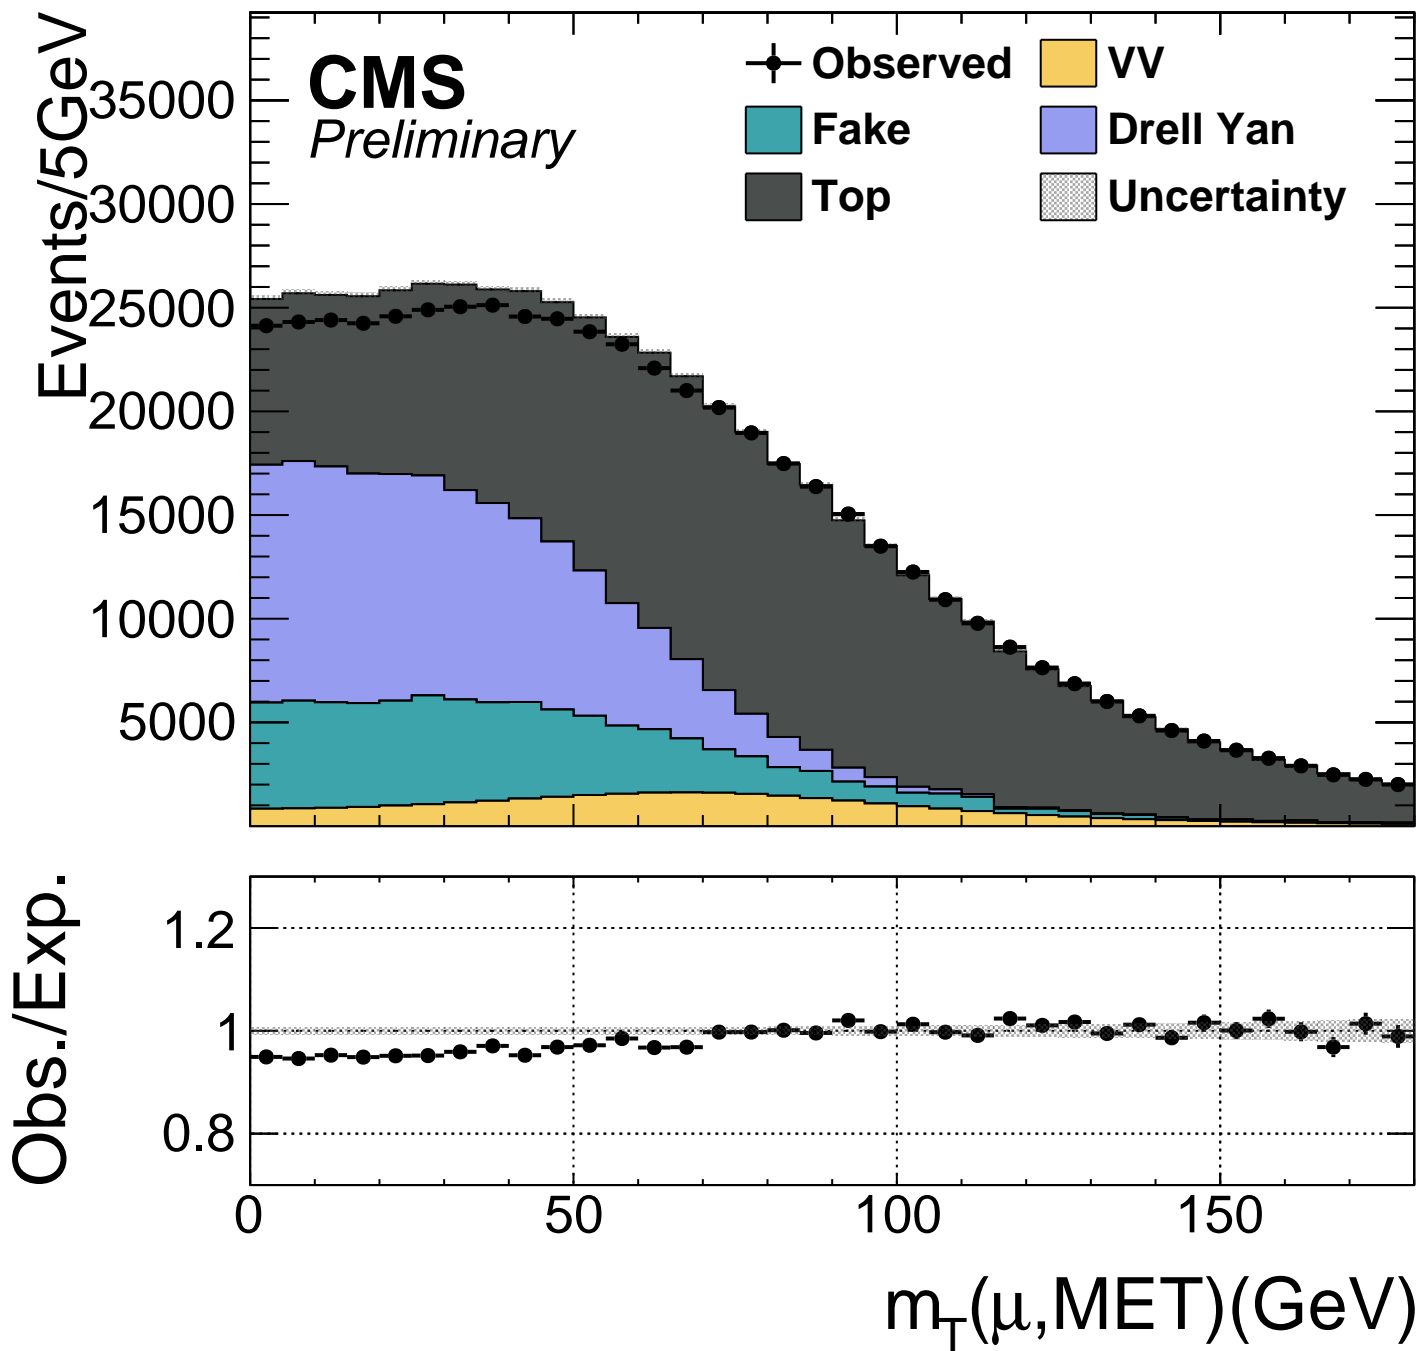 CMS
Preliminary
Observed
VV
Fake
Drell Yan
Top
Uncertainty
Events/5GeV
35000
30000
25000
20000
15000
10000
5000
Obs./Exp.
1.2
1
0.8
0 50 100 150
m_T(μ,MET)(GeV)